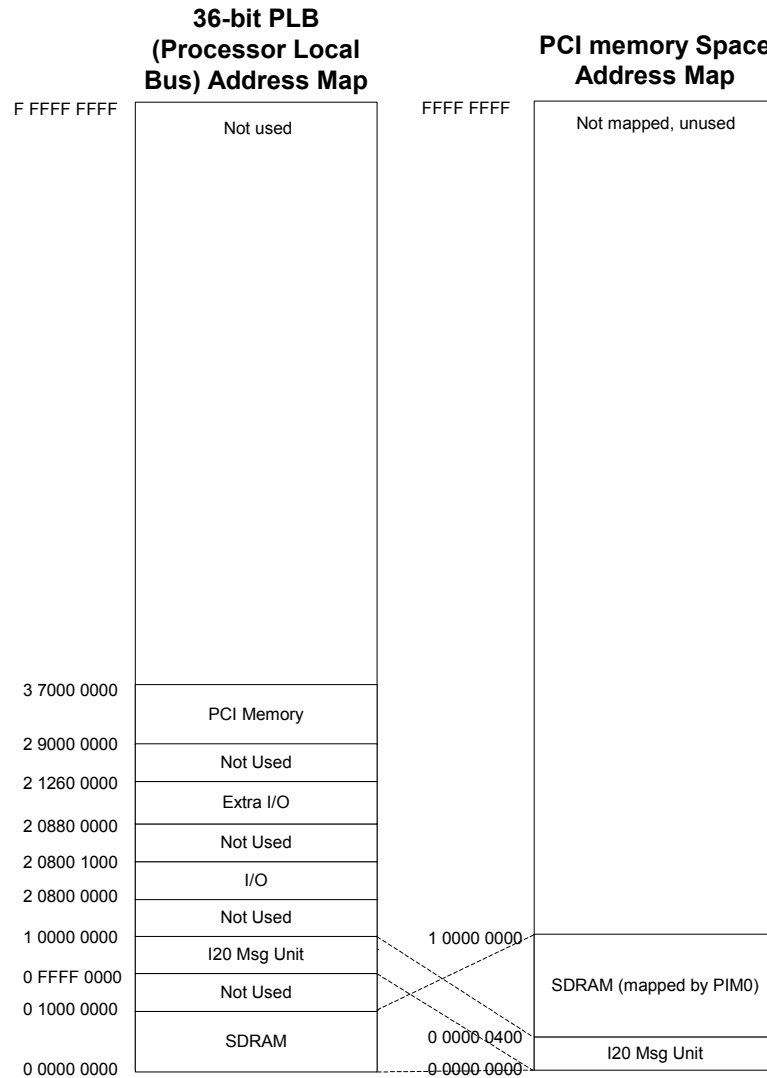 36-bit PLB
(Processor Local
Bus) Address Map
PCI memory Space
Address Map
F FFFF FFFF
Not used
FFFF FFFF
Not mapped, unused
3 7000 0000
PCI Memory
2 9000 0000
Not Used
2 1260 0000
Extra I/O
2 0880 0000
Not Used
2 0800 1000
I/O
2 0800 0000
Not Used
1 0000 0000
1 0000 0000
I20 Msg Unit
0 FFFF 0000
Not Used
SDRAM (mapped by PIM0)
0 1000 0000
SDRAM
0 0000 0400
I20 Msg Unit
0 0000 0000
0 0000 0000